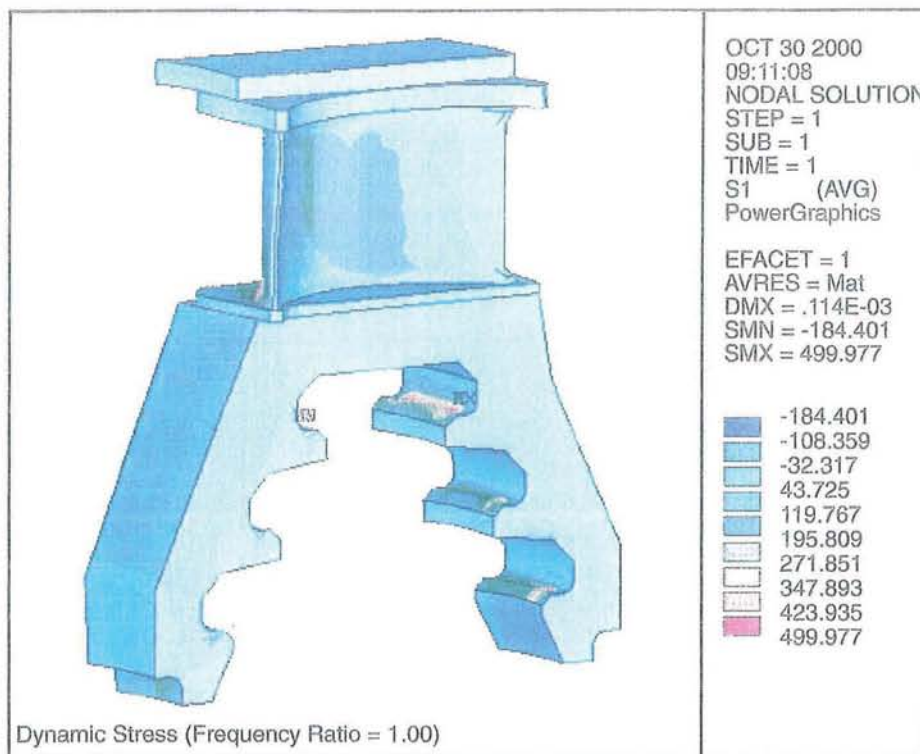 OCT 30 2000
09:11:08
NODAL SOLUTION
STEP = 1
SUB = 1
TIME = 1
S1 (AVG)
PowerGraphics
EFACET = 1
AVRES = Mat
DMX = .114E-03
SMN = -184.401
SMX = 499.977
-184.401
-108.359
-32.317
43.725
119.767
195.809
271.851
347.893
423.935
499.977
Dynamic Stress (Frequency Ratio = 1.00)